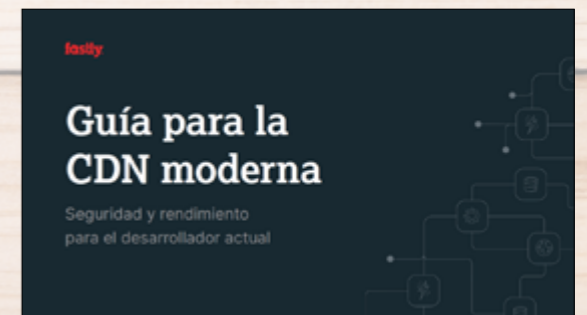 fastly
Guía para la
CDN moderna
Seguridad y rendimiento
para el desarrollador actual